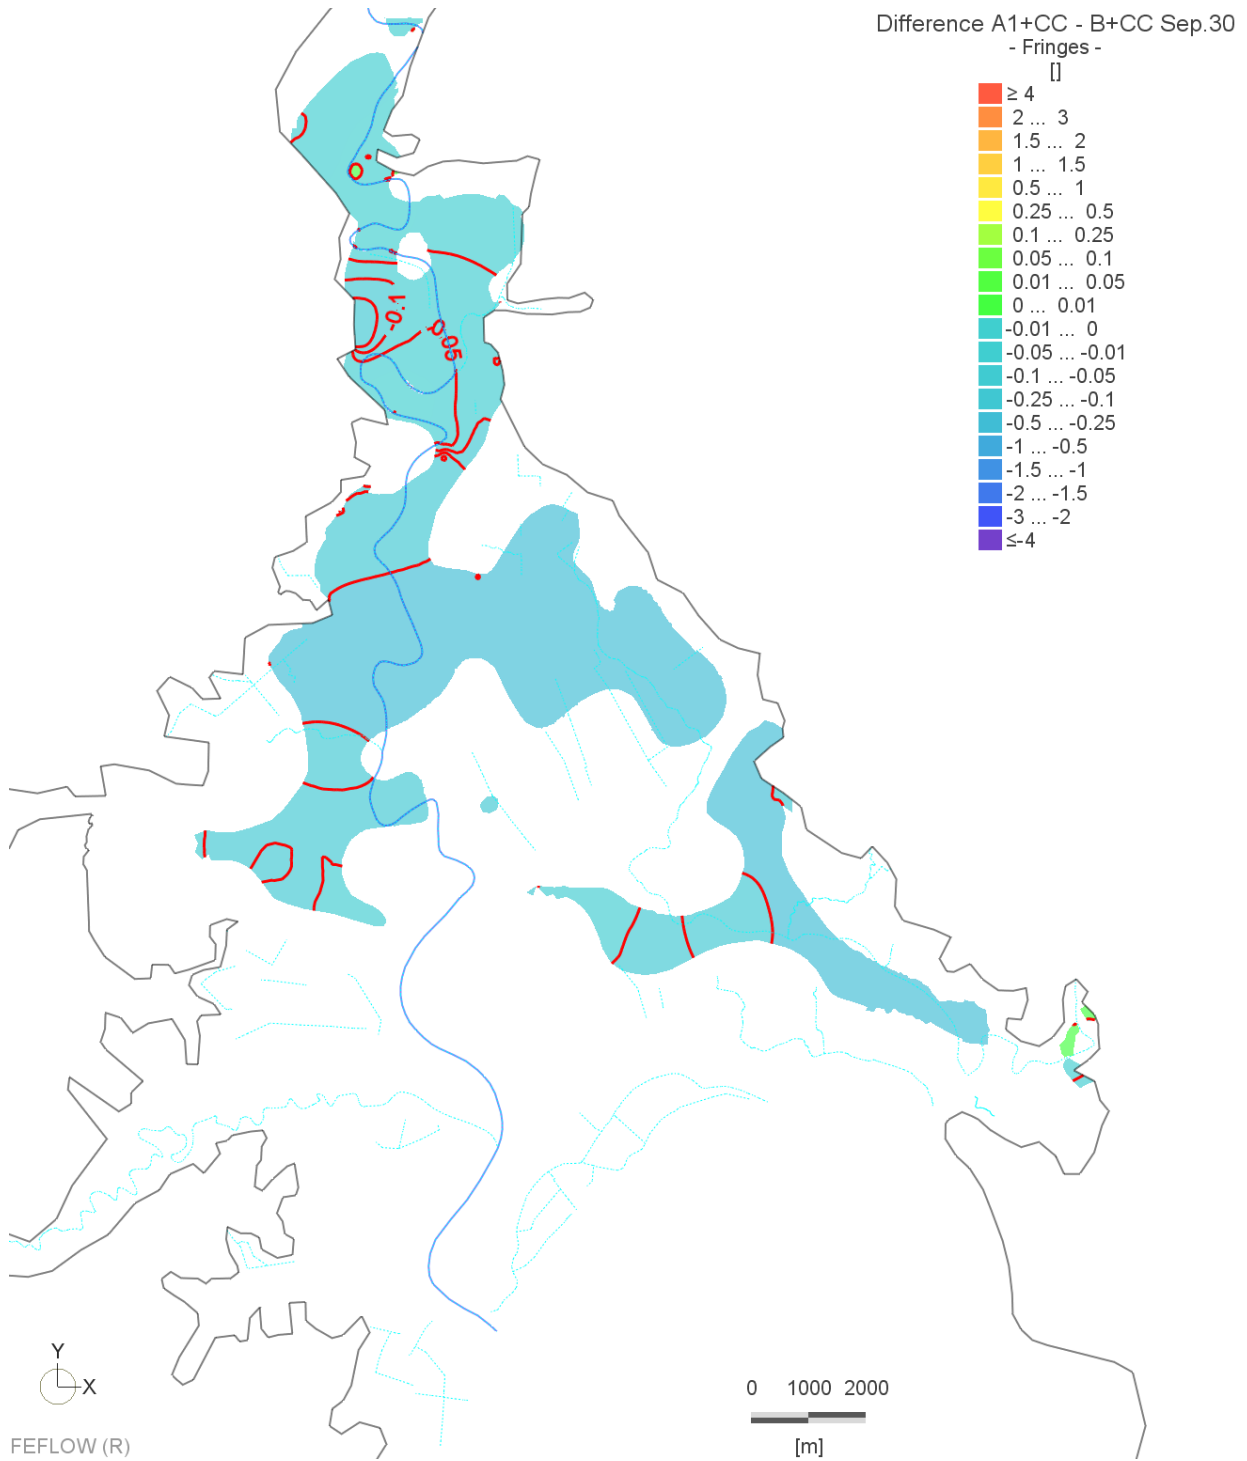 Difference A1+CC - B+CC Sep.30
- Fringes -
[]
≥ 4
2 ... 3
1.5 ... 2
1 ... 1.5
0.5 ... 1
0.25 ... 0.5
0.1 ... 0.25
0.05 ... 0.1
0.01 ... 0.05
0 ... 0.01
-0.01 ... 0
-0.05 ... -0.01
-0.1 ... -0.05
-0.25 ... -0.1
-0.5 ... -0.25
-1 ... -0.5
-1.5 ... -1
-2 ... -1.5
-3 ... -2
≤-4
-0.1
-0.05
Y
X
0 1000 2000
[m]
FEFLOW (R)